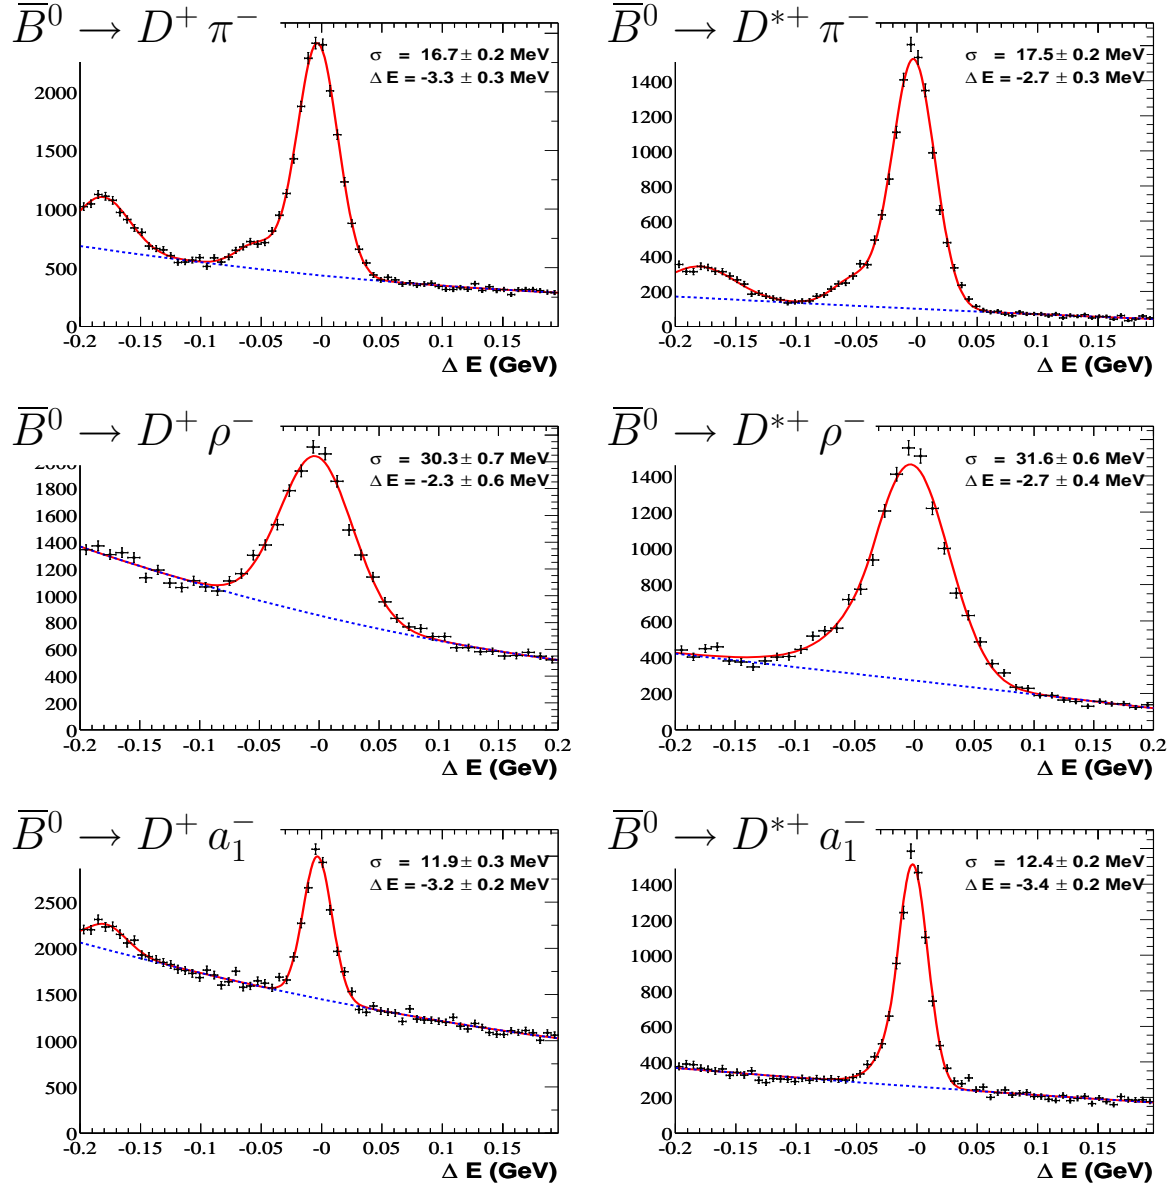 B̅⁰ → D⁺ π⁻
σ = 16.7 ± 0.2 MeV
Δ E = -3.3 ± 0.3 MeV
2000
1500
1000
500
0
-0.2 -0.15 -0.1 -0.05 -0 0.05 0.1 0.15
Δ E (GeV)
B̅⁰ → D*⁺ π⁻
σ = 17.5 ± 0.2 MeV
Δ E = -2.7 ± 0.3 MeV
1400
1200
1000
800
600
400
200
0
-0.2 -0.15 -0.1 -0.05 -0 0.05 0.1 0.15
Δ E (GeV)
B̅⁰ → D⁺ ρ⁻
σ = 30.3 ± 0.7 MeV
Δ E = -2.3 ± 0.6 MeV
2000
1800
1600
1400
1200
1000
800
600
400
200
0
-0.2 -0.15 -0.1 -0.05 -0 0.05 0.1 0.15 0.2
Δ E (GeV)
B̅⁰ → D*⁺ ρ⁻
σ = 31.6 ± 0.6 MeV
Δ E = -2.7 ± 0.4 MeV
1400
1200
1000
800
600
400
200
0
-0.2 -0.15 -0.1 -0.05 -0 0.05 0.1 0.15 0.2
Δ E (GeV)
B̅⁰ → D⁺ a₁⁻
σ = 11.9 ± 0.3 MeV
Δ E = -3.2 ± 0.2 MeV
2500
2000
1500
1000
500
0
-0.2 -0.15 -0.1 -0.05 -0 0.05 0.1 0.15
Δ E (GeV)
B̅⁰ → D*⁺ a₁⁻
σ = 12.4 ± 0.2 MeV
Δ E = -3.4 ± 0.2 MeV
1400
1200
1000
800
600
400
200
0
-0.2 -0.15 -0.1 -0.05 -0 0.05 0.1 0.15
Δ E (GeV)